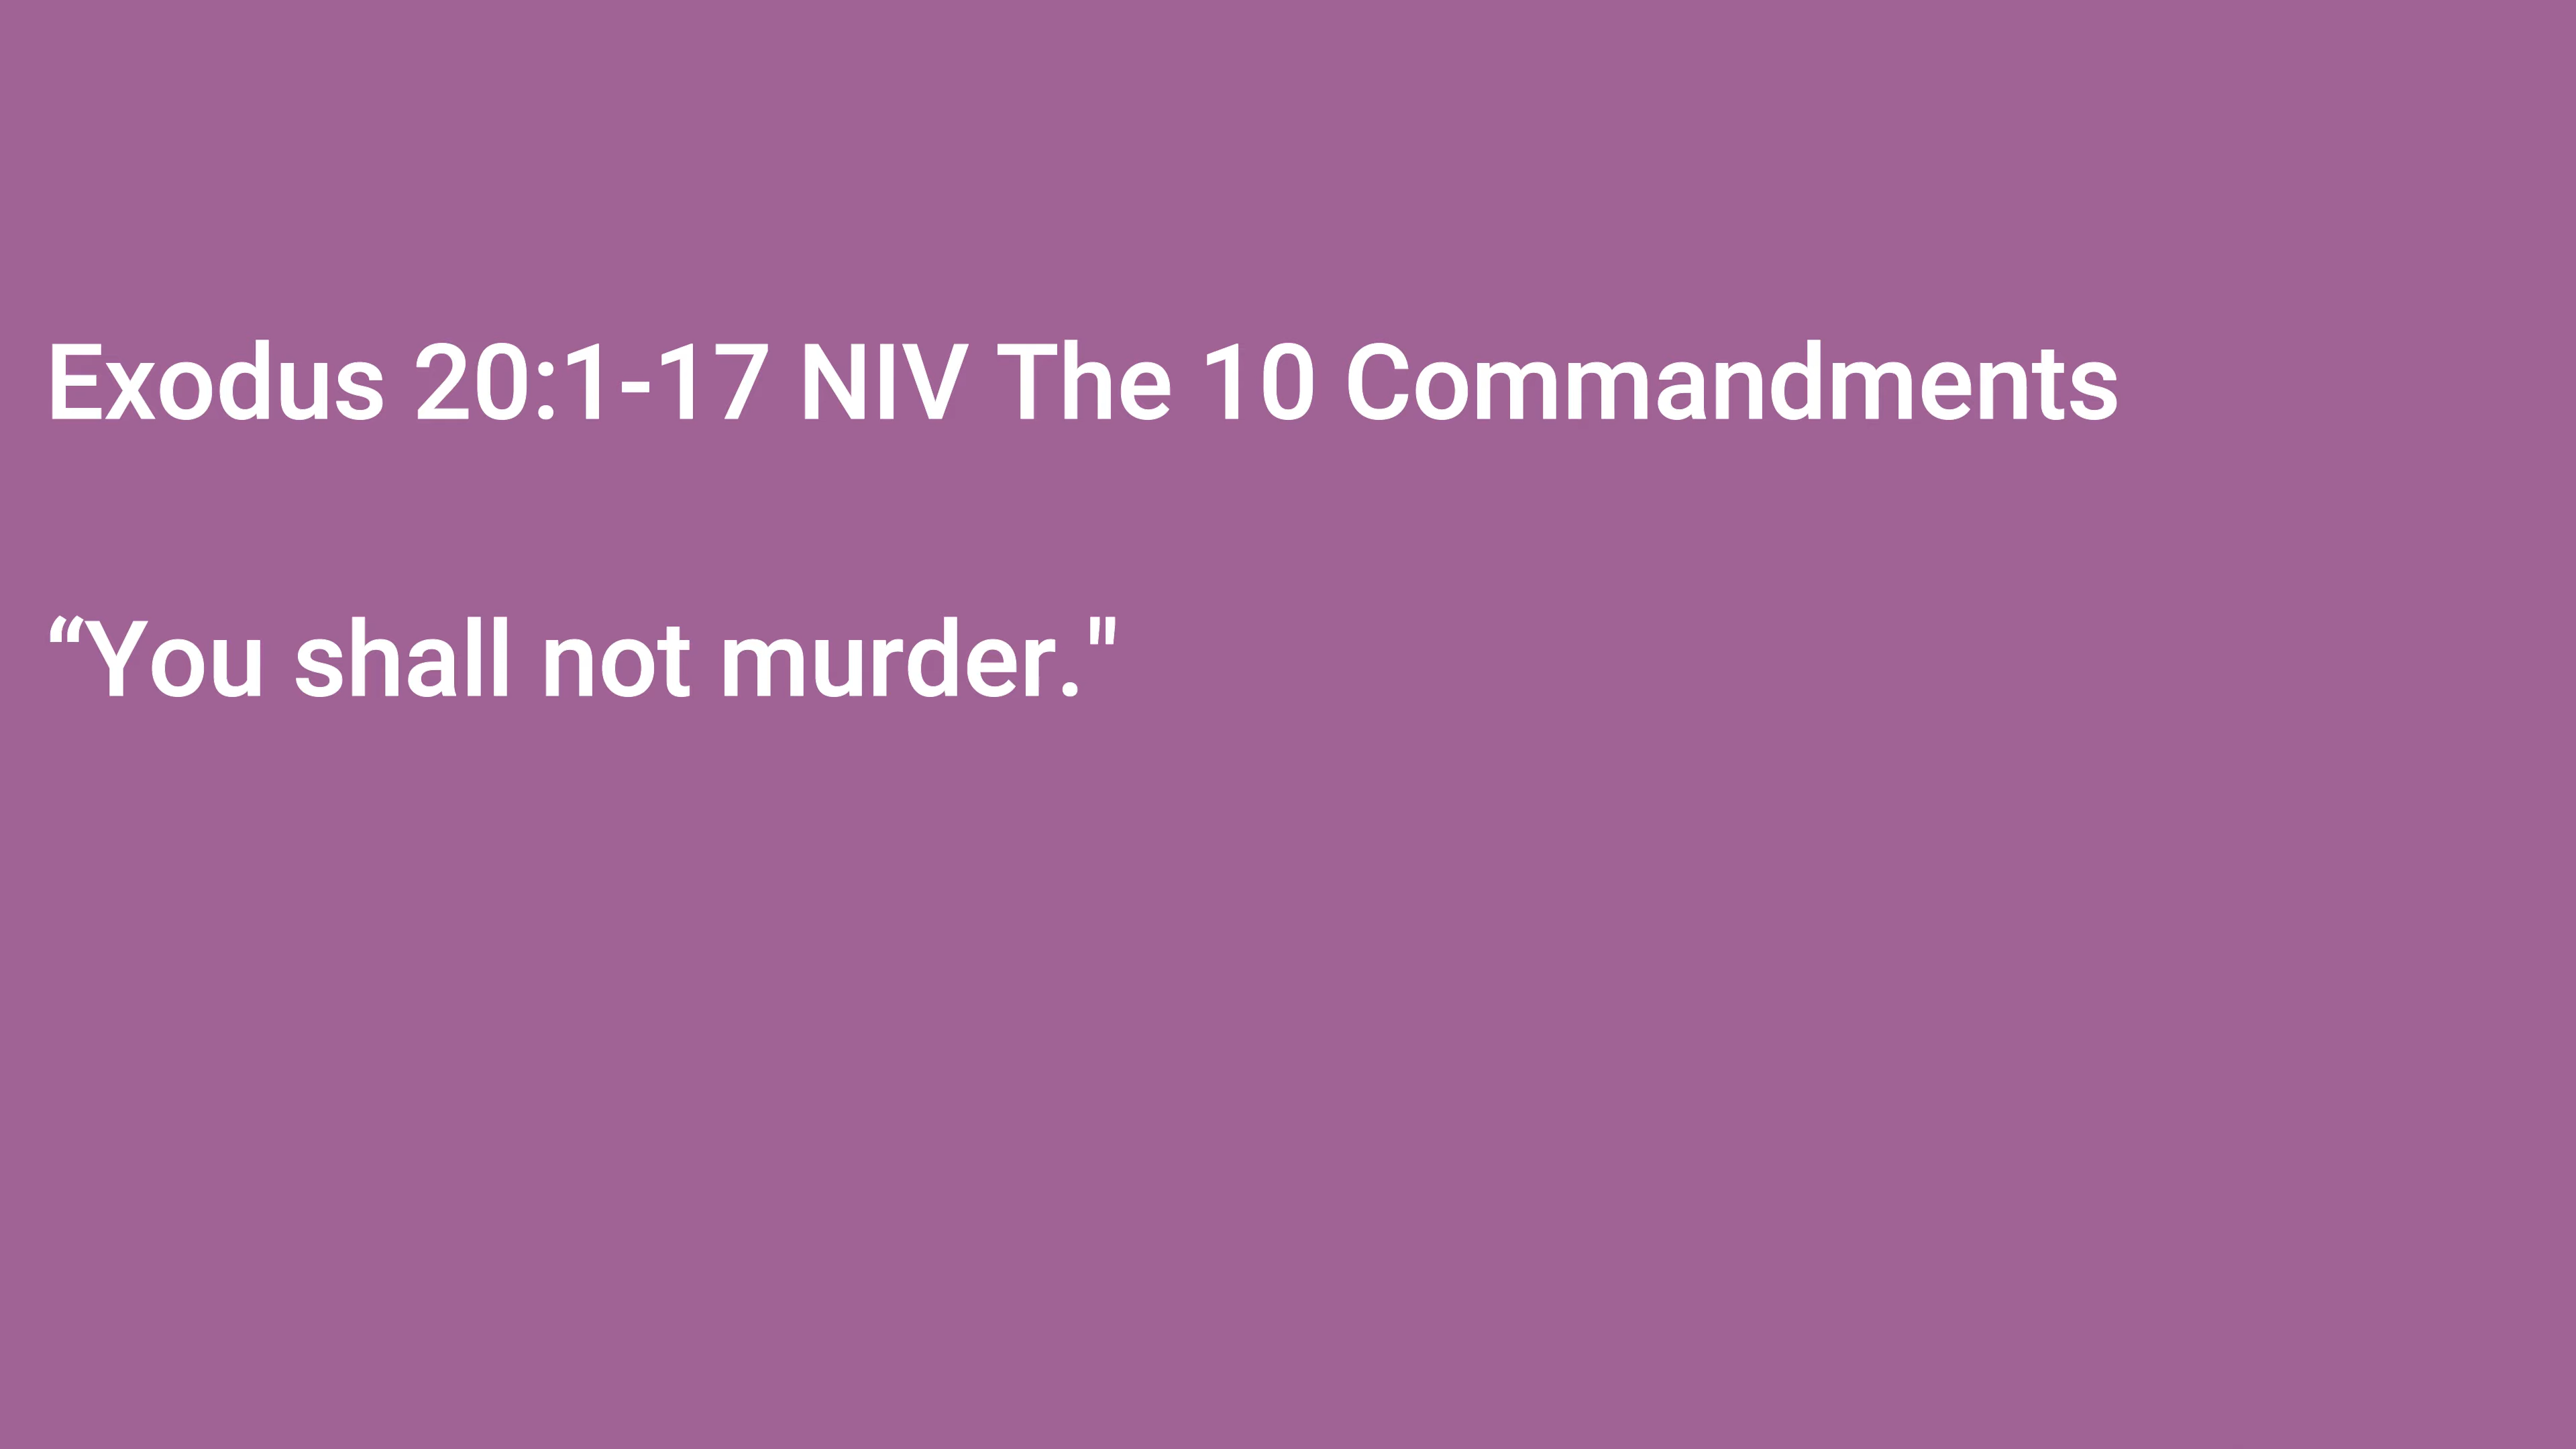 Exodus 20:1-17 NIV The 10 Commandments
“You shall not murder."